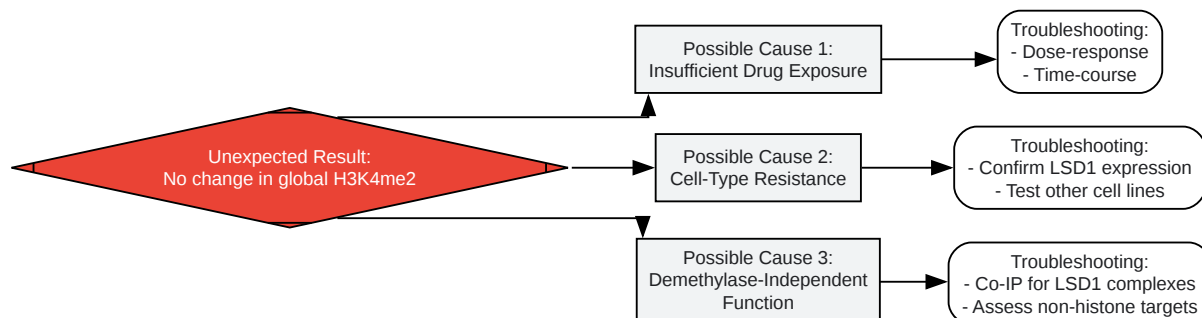 Unexpected Result:
No change in global H3K4me2
Possible Cause 1:
Insufficient Drug Exposure
Troubleshooting:
- Dose-response
- Time-course
Possible Cause 2:
Cell-Type Resistance
Troubleshooting:
- Confirm LSD1 expression
- Test other cell lines
Possible Cause 3:
Demethylase-Independent
Function
Troubleshooting:
- Co-IP for LSD1 complexes
- Assess non-histone targets